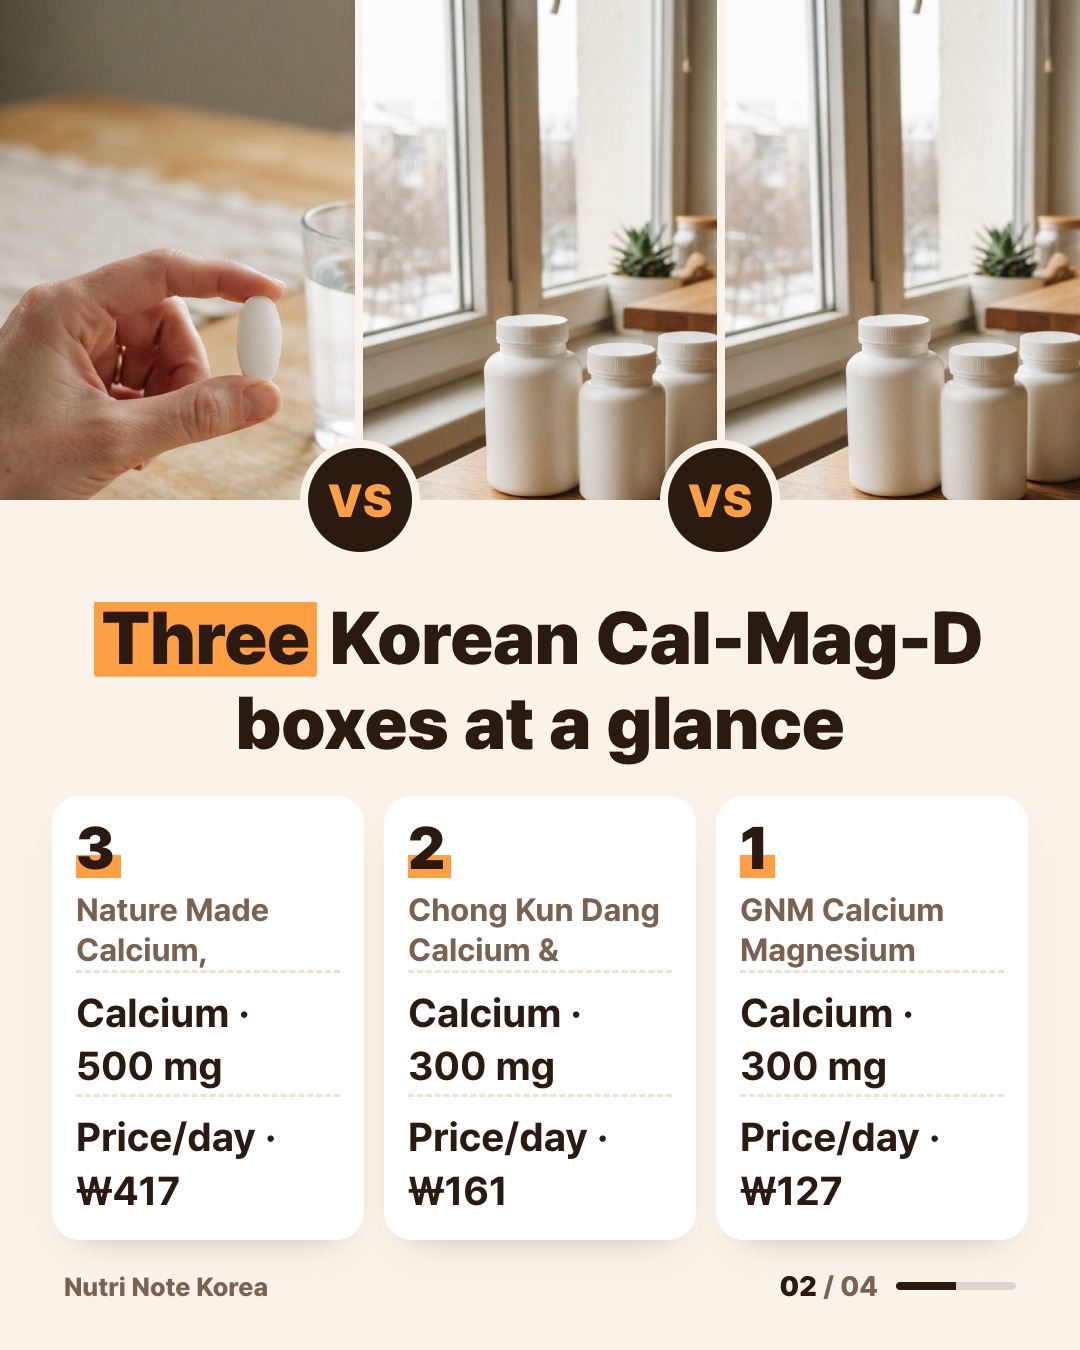 VS
VS
Three Korean Cal-Mag-D
boxes at a glance
3
Nature Made
Calcium,
Calcium ·
500 mg
Price/day ·
₩417
2
Chong Kun Dang
Calcium &
Calcium ·
300 mg
Price/day ·
₩161
1
GNM Calcium
Magnesium
Calcium ·
300 mg
Price/day ·
₩127
Nutri Note Korea
02 / 04